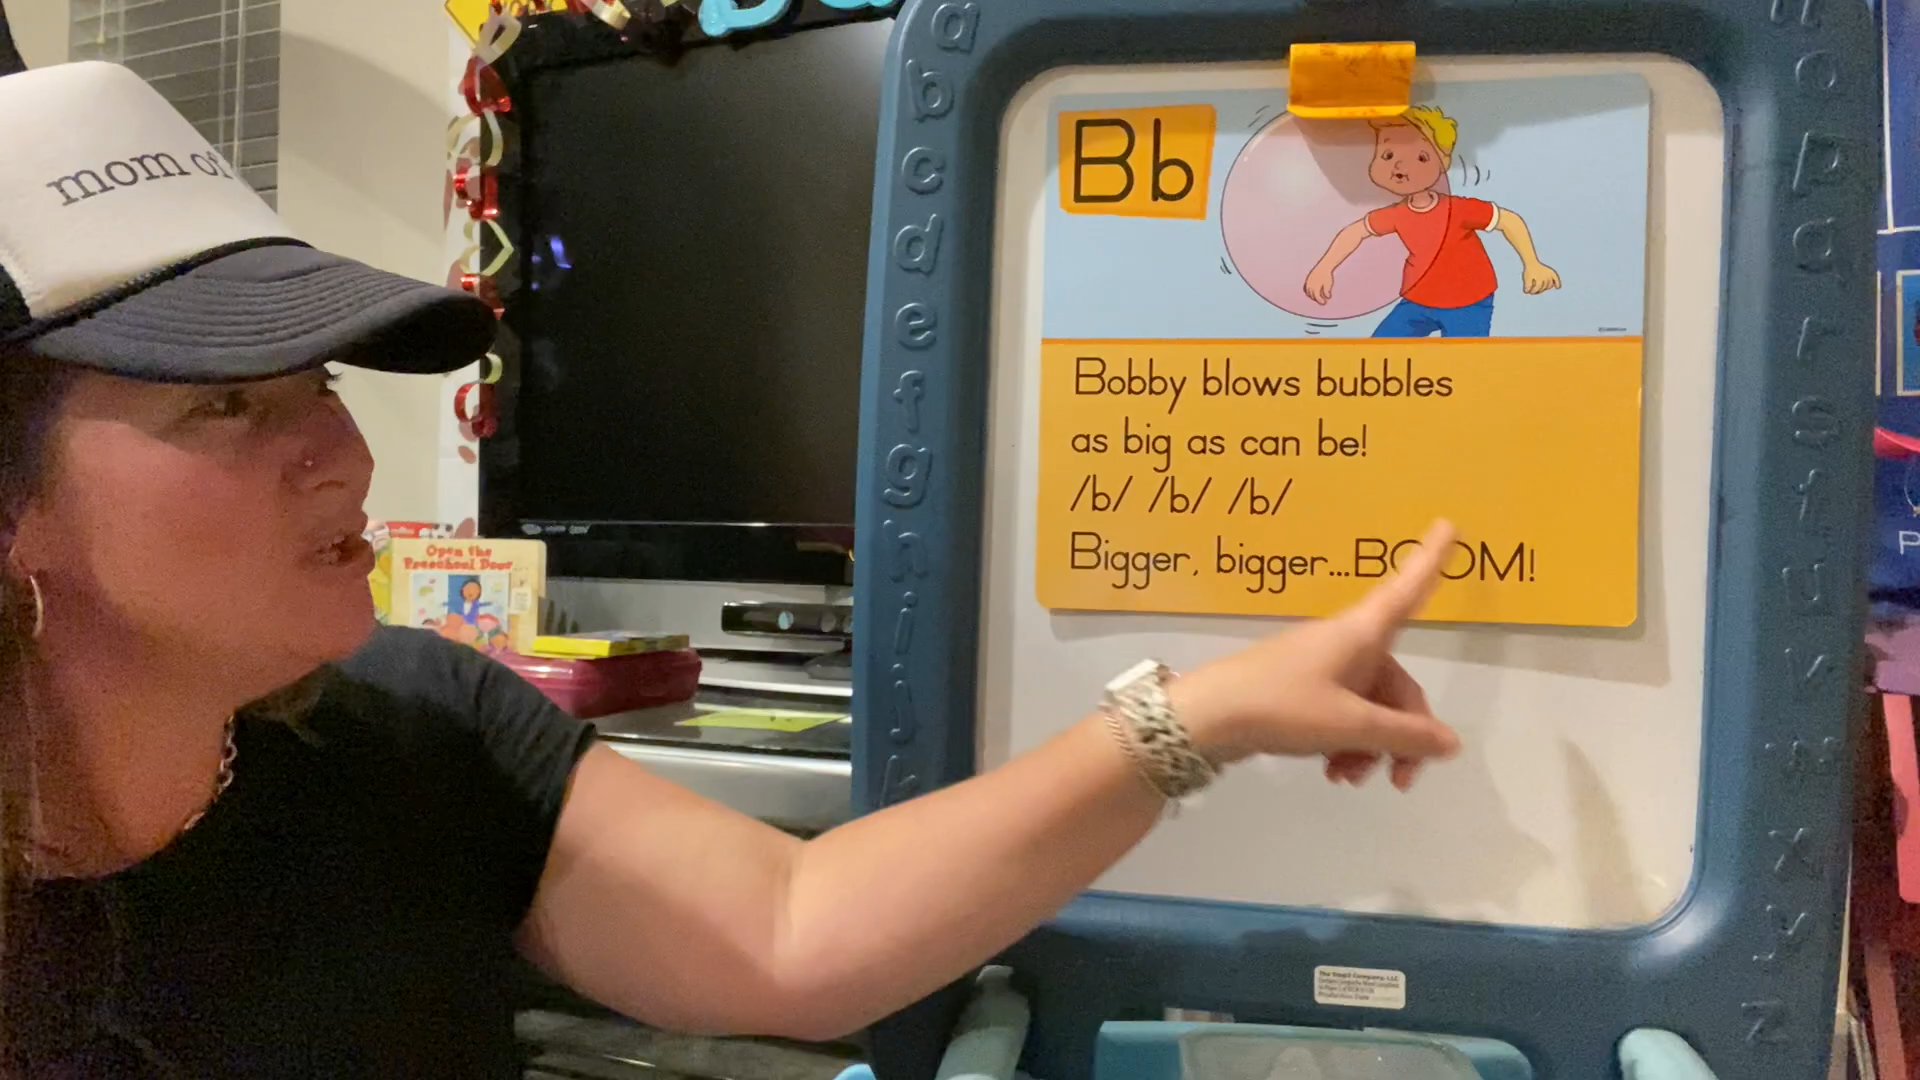 mom of
Open the
Preschool Door
Bb
Bobby blows bubbles
as big as can be!
/b/ /b/ /b/
Bigger, bigger...BOOM!
a
b
c
d
e
f
g
h
i
j
k
o
p
q
r
s
t
u
v
w
x
y
z
P